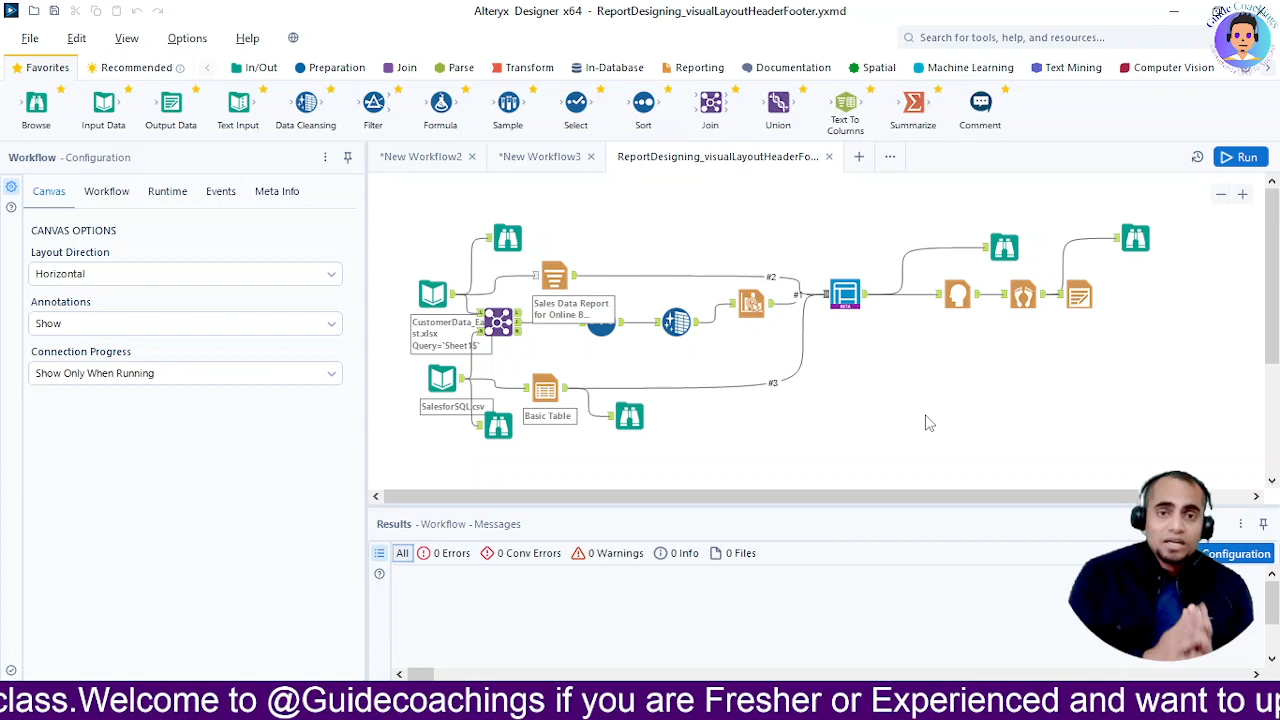 Alteryx Designer x64 - ReportDesigning_visualLayoutHeaderFooter.yxmd
File Edit View Options Help
Search for tools, help, and resources...
Favorites Recommended In/Out Preparation Join Parse Transform In-Database Reporting Documentation Spatial Machine Learning Text Mining Computer Vision
Browse Input Data Output Data Text Input Data Cleansing Filter Formula Sample Select Sort Join Union Text To Columns Summarize Comment
Workflow - Configuration
*New Workflow2 *New Workflow3 ReportDesigning_visualLayoutHeaderFo... Run
Canvas Workflow Runtime Events Meta Info
CANVAS OPTIONS
Layout Direction
Horizontal
Annotations
Show
Connection Progress
Show Only When Running
#2
#1
BETA
Sales Data Report
for Online B...
CustomerData_Ea
st.xlsx
Query=`Sheet1$`
#3
SalesforSQL.csv
Basic Table
Results - Workflow - Messages
All 0 Errors 0 Conv Errors 0 Warnings 0 Info 0 Files Configuration
class.Welcome to @Guidecoachings if you are Fresher or Experienced and want to up